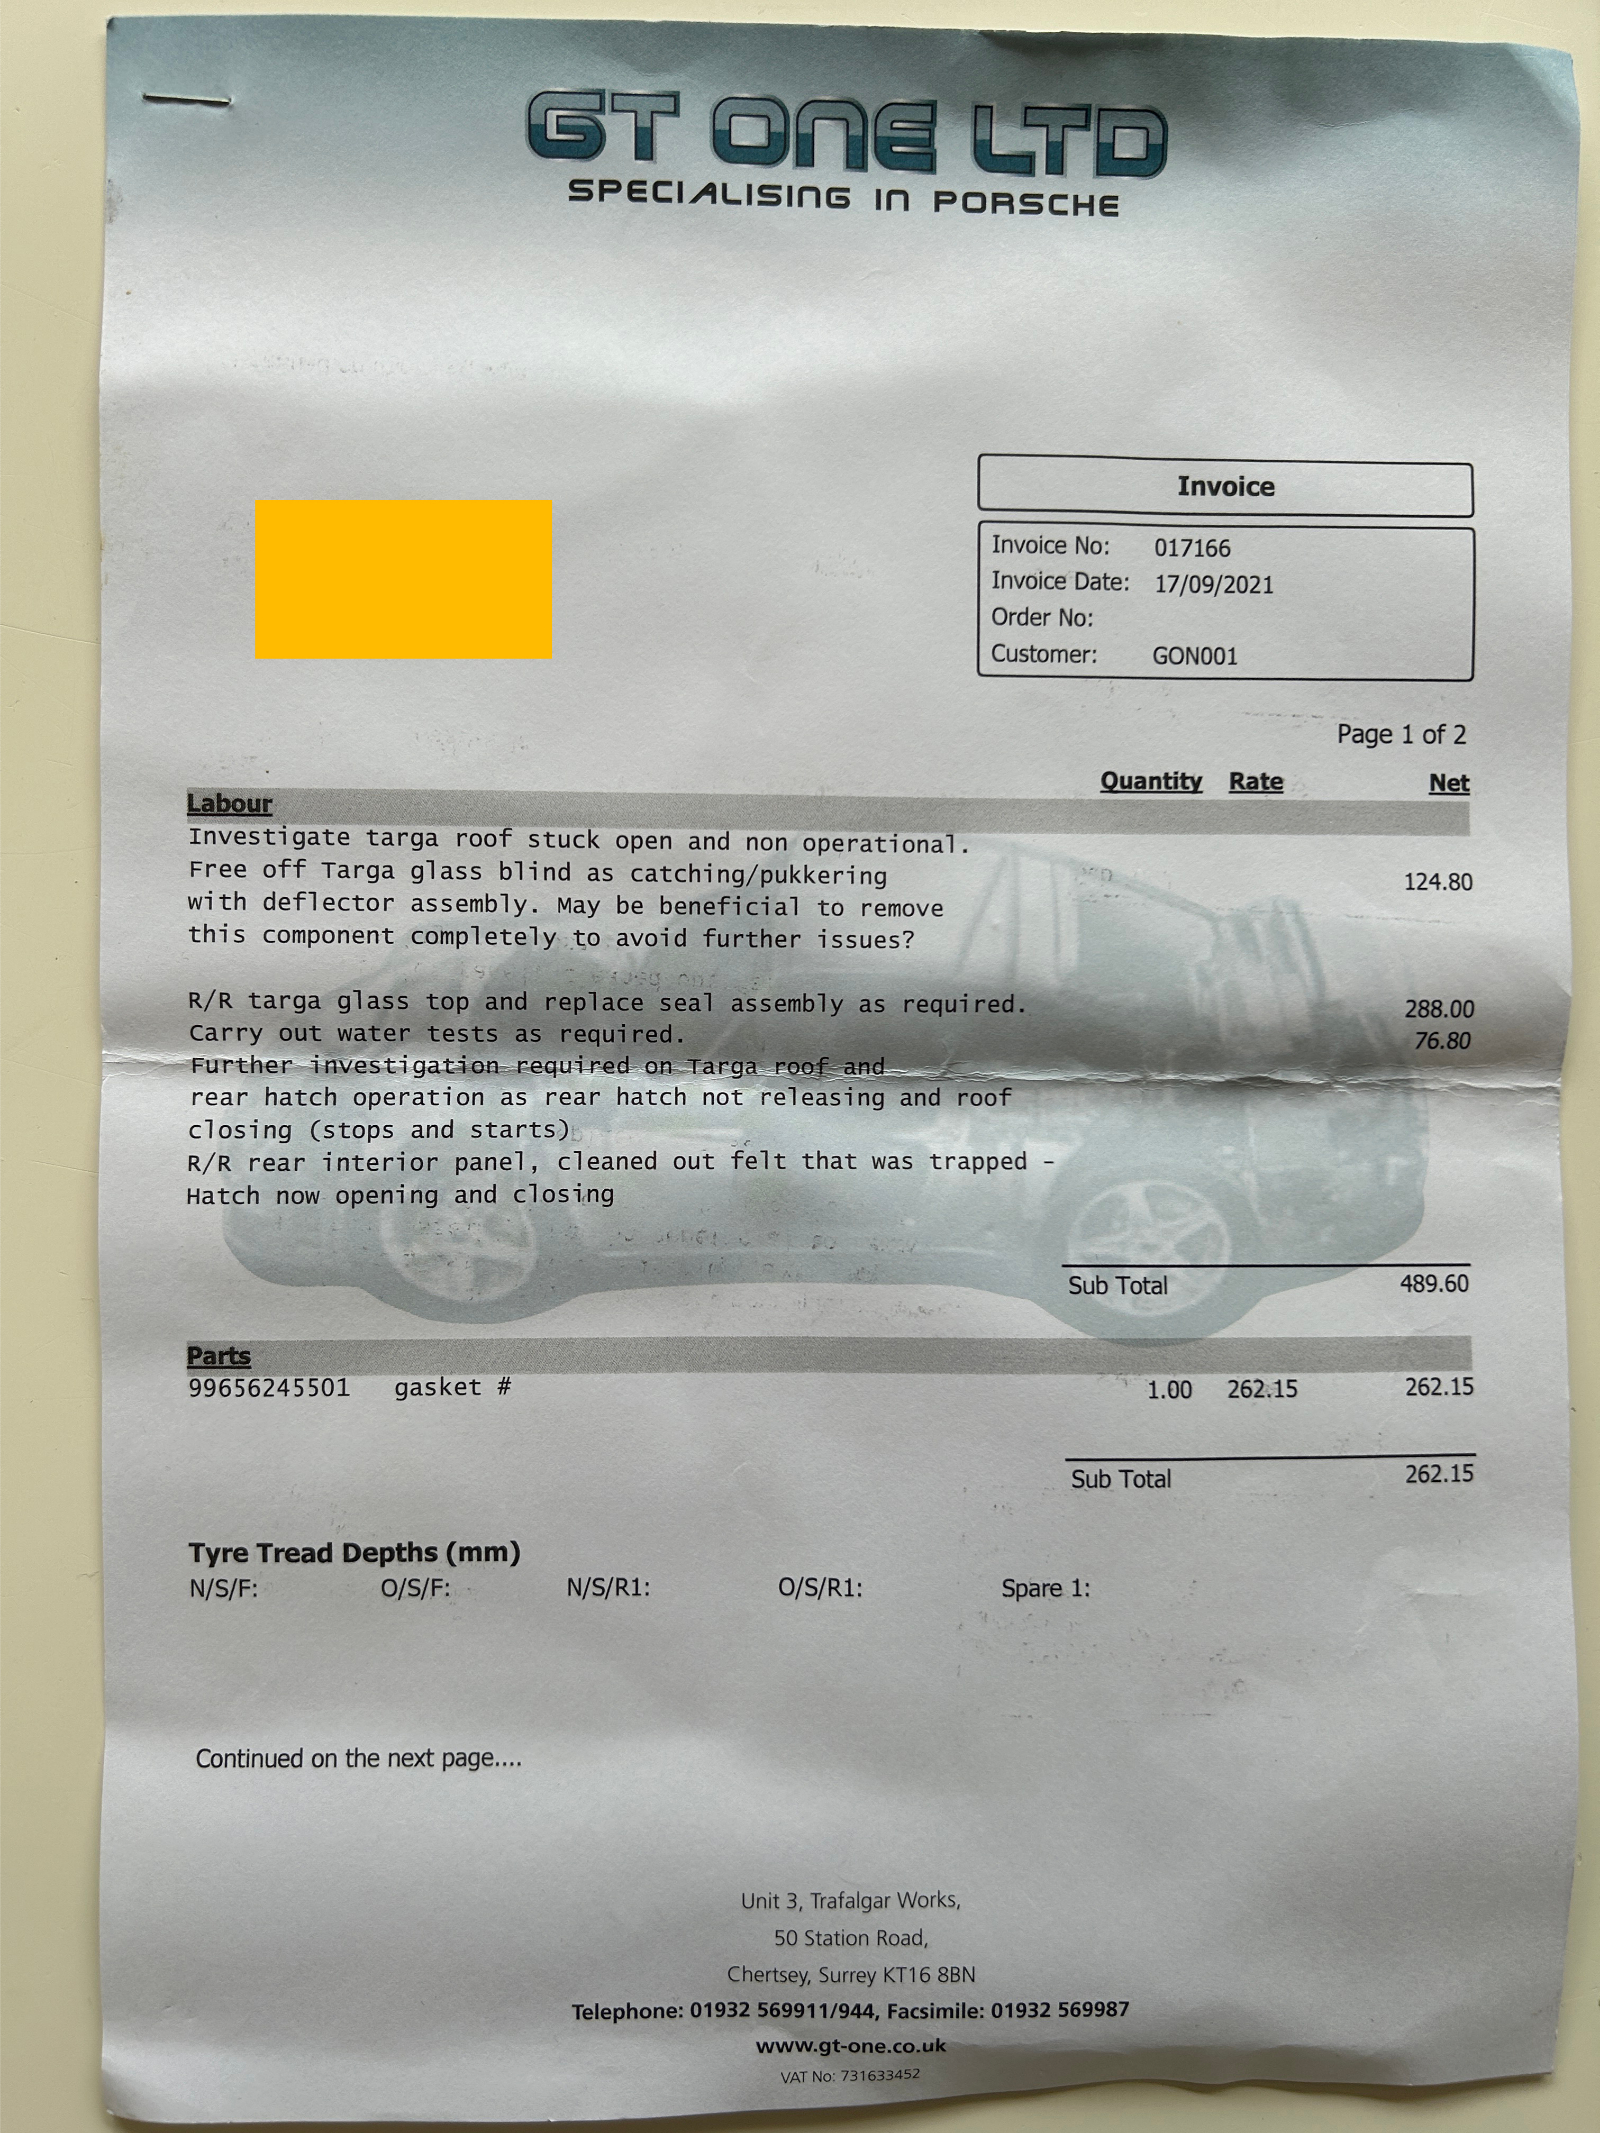 GT ONE LTD
SPECIALISING IN PORSCHE
Invoice
Invoice No: 017166
Invoice Date: 17/09/2021
Order No:
Customer: GON001
Page 1 of 2
Quantity Rate Net
Labour
Investigate targa roof stuck open and non operational.
Free off Targa glass blind as catching/pukkering 124.80
with deflector assembly. May be beneficial to remove
this component completely to avoid further issues?
R/R targa glass top and replace seal assembly as required. 288.00
Carry out water tests as required. 76.80
Further investigation required on Targa roof and
rear hatch operation as rear hatch not releasing and roof
closing (stops and starts)
R/R rear interior panel, cleaned out felt that was trapped -
Hatch now opening and closing
Sub Total 489.60
Parts
99656245501 gasket # 1.00 262.15 262.15
Sub Total 262.15
Tyre Tread Depths (mm)
N/S/F: O/S/F: N/S/R1: O/S/R1: Spare 1:
Continued on the next page....
Unit 3, Trafalgar Works,
50 Station Road,
Chertsey, Surrey KT16 8BN
Telephone: 01932 569911/944, Facsimile: 01932 569987
www.gt-one.co.uk
VAT No: 731633452